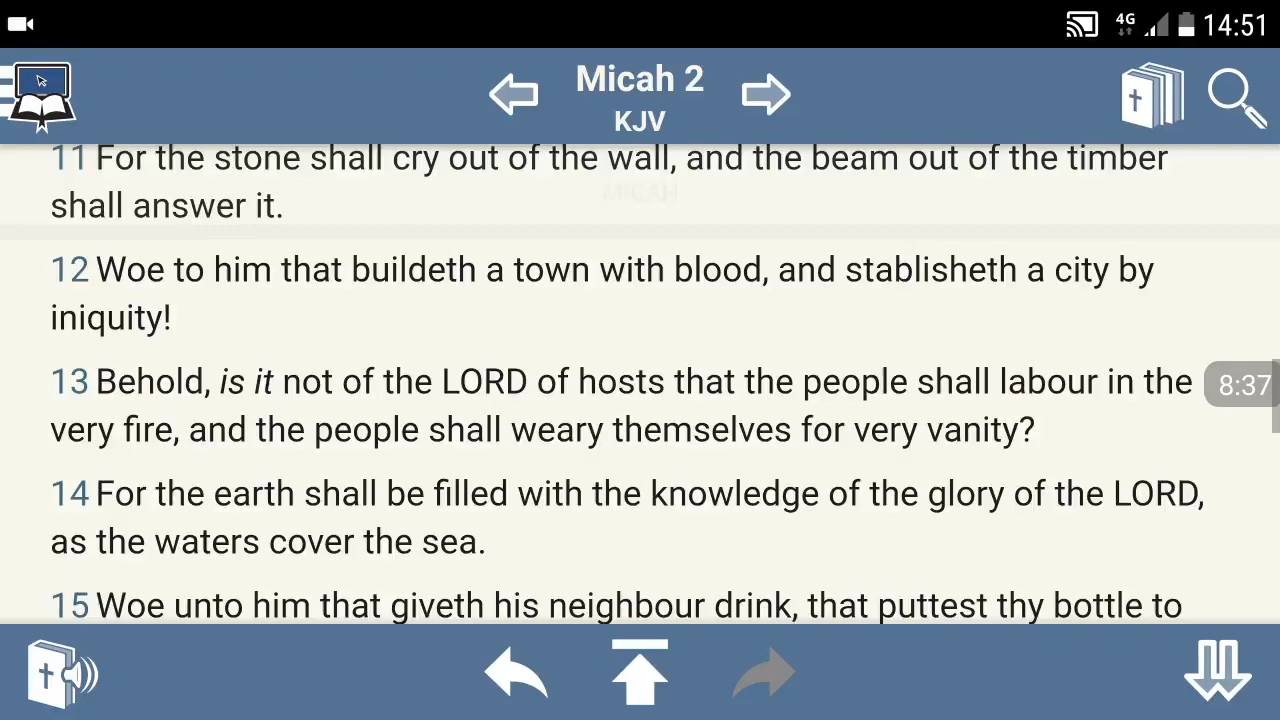 4G 14:51
Micah 2
KJV
11 For the stone shall cry out of the wall, and the beam out of the timber
MICAH
shall answer it.
12 Woe to him that buildeth a town with blood, and stablisheth a city by
iniquity!
13 Behold, is it not of the LORD of hosts that the people shall labour in the
8:37
very fire, and the people shall weary themselves for very vanity?
14 For the earth shall be filled with the knowledge of the glory of the LORD,
as the waters cover the sea.
15 Woe unto him that giveth his neighbour drink, that puttest thy bottle to